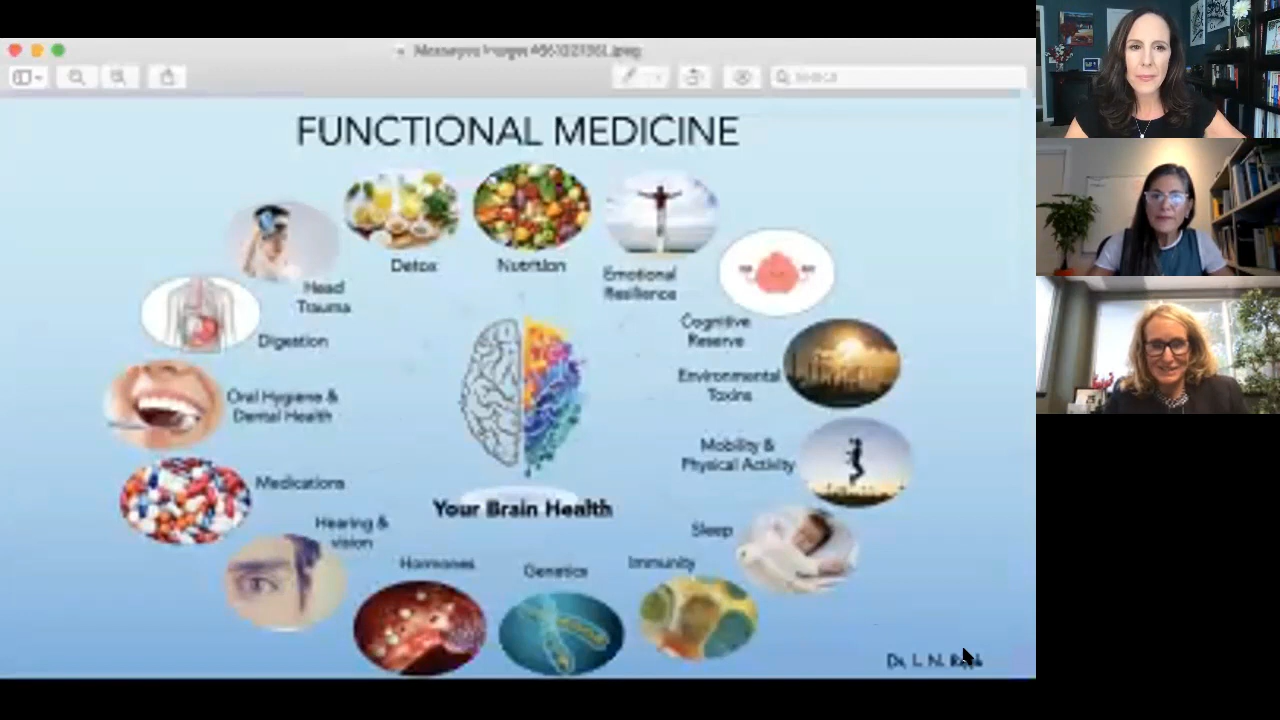 FUNCTIONAL MEDICINE
Detox
Nutrition
Emotional
Resilience
Head
Trauma
Cognitive
Reserve
Digestion
Environmental
Toxins
Oral Hygiene &
Dental Health
Mobility &
Physical Activity
Medications
Your Brain Health
Hearing &
vision
Sleep
Hormones
Genetics
Immunity
Dr. L. N.